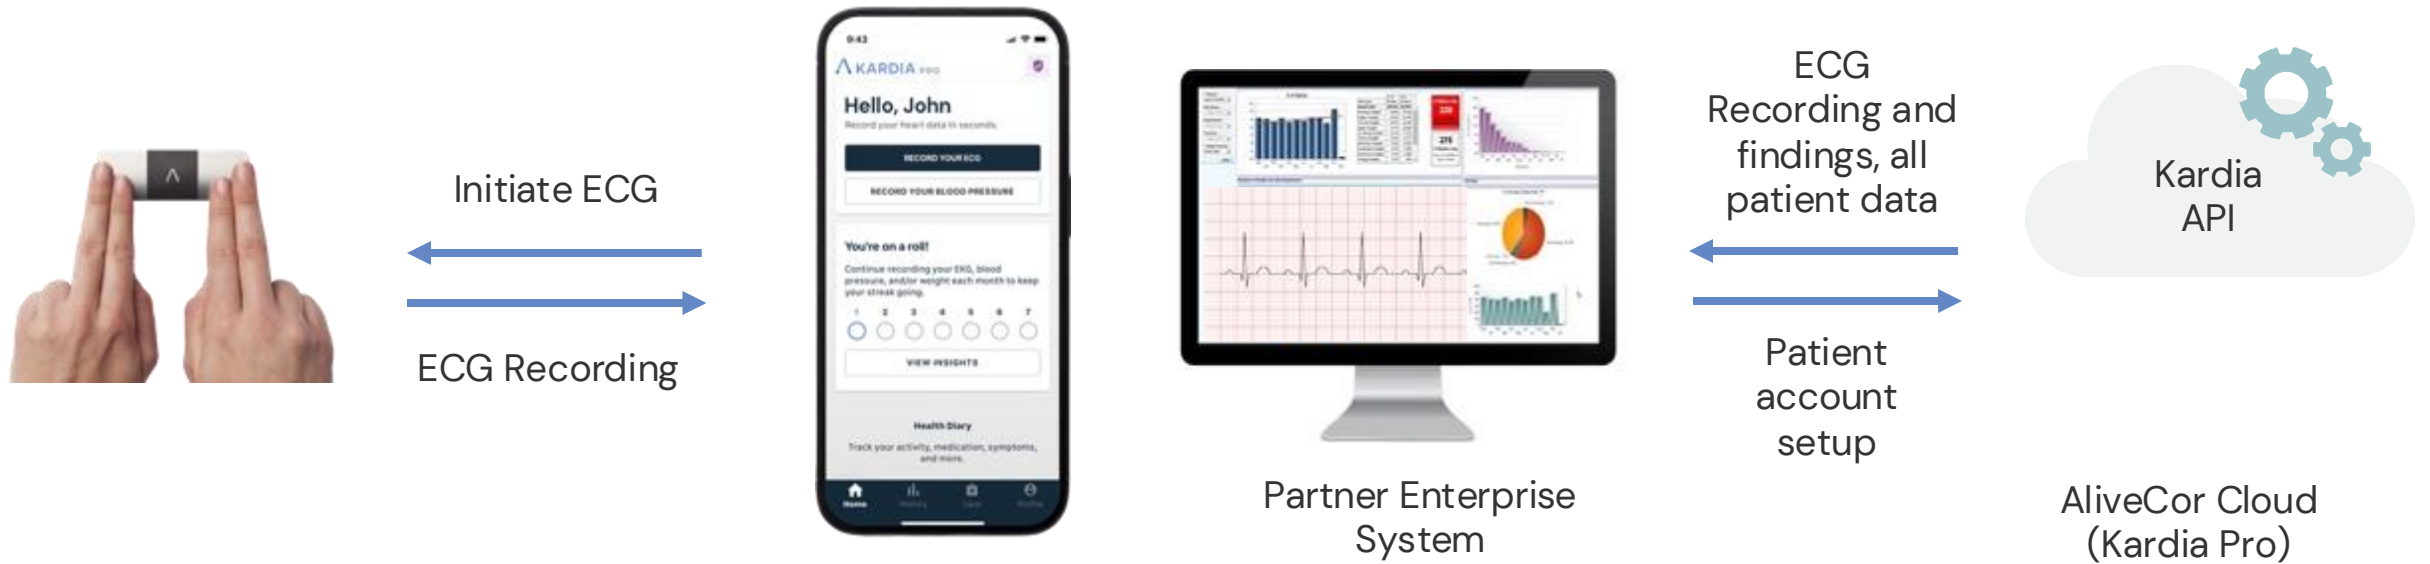 Initiate ECG
ECG Recording
9:43
KARDIA PRO
Hello, John
Record your heart data in seconds.
RECORD YOUR ECG
RECORD YOUR BLOOD PRESSURE
You're on a roll!
Continue recording your EKG, blood
pressure, and/or weight each month to keep
your streak going.
1 2 3 4 5 6 7
VIEW INSIGHTS
Health Diary
Track your activity, medication, symptoms,
and more.
Home History Profile
Partner Enterprise
System
ECG
Recording and
findings, all
patient data
Patient
account
setup
Kardia
API
AliveCor Cloud
(Kardia Pro)